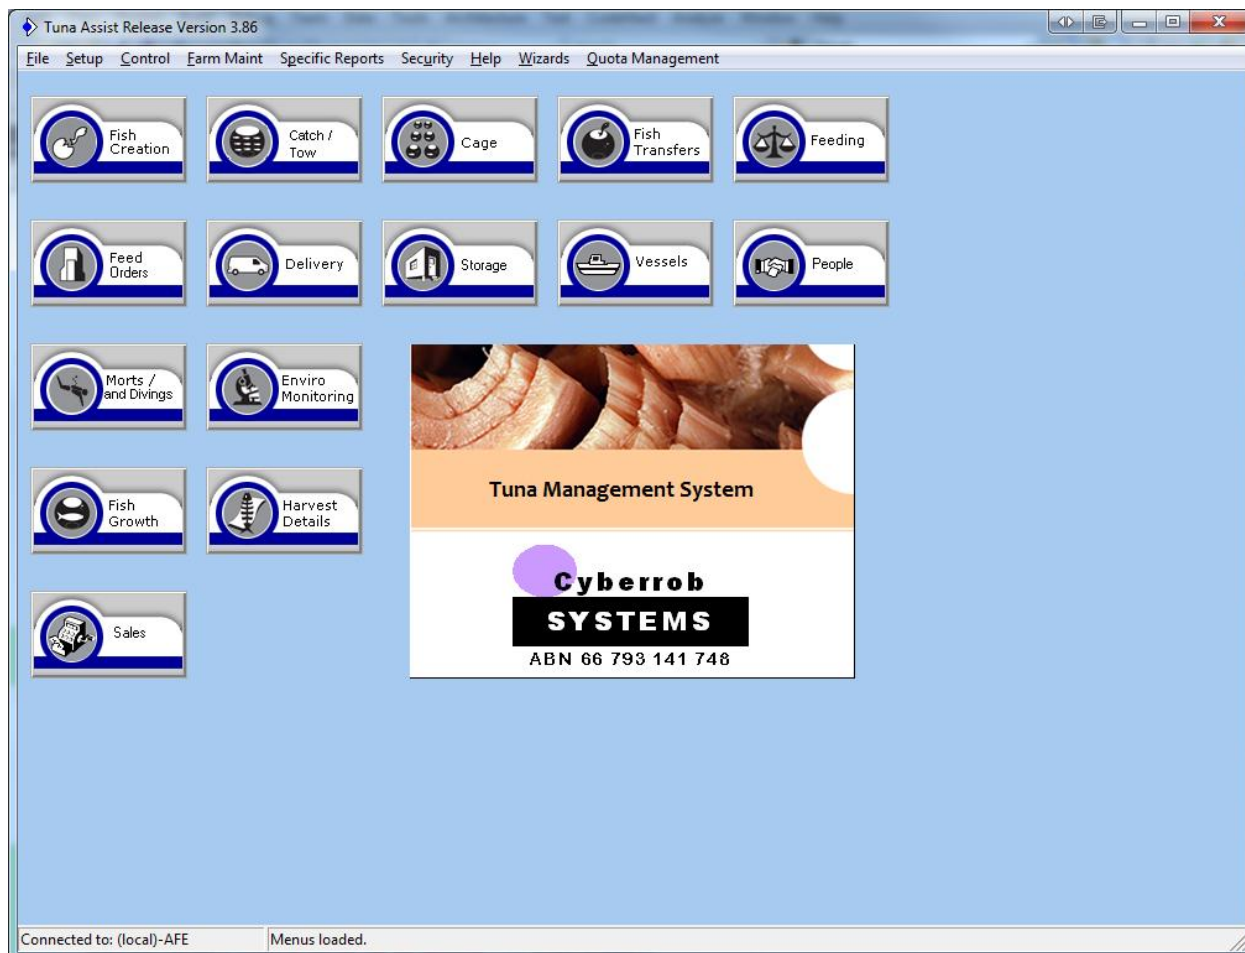 Tuna Assist Release Version 3.86
File Setup Control Farm Maint Specific Reports Security Help Wizards Quota Management
Fish
Creation
Catch /
Tow
Cage
Fish
Transfers
Feeding
Feed
Orders
Delivery
Storage
Vessels
People
Morts /
and Divings
Enviro
Monitoring
Fish
Growth
Harvest
Details
Sales
Tuna Management System
Cyberrob
SYSTEMS
ABN 66 793 141 748
Connected to: (local)-AFE
Menus loaded.